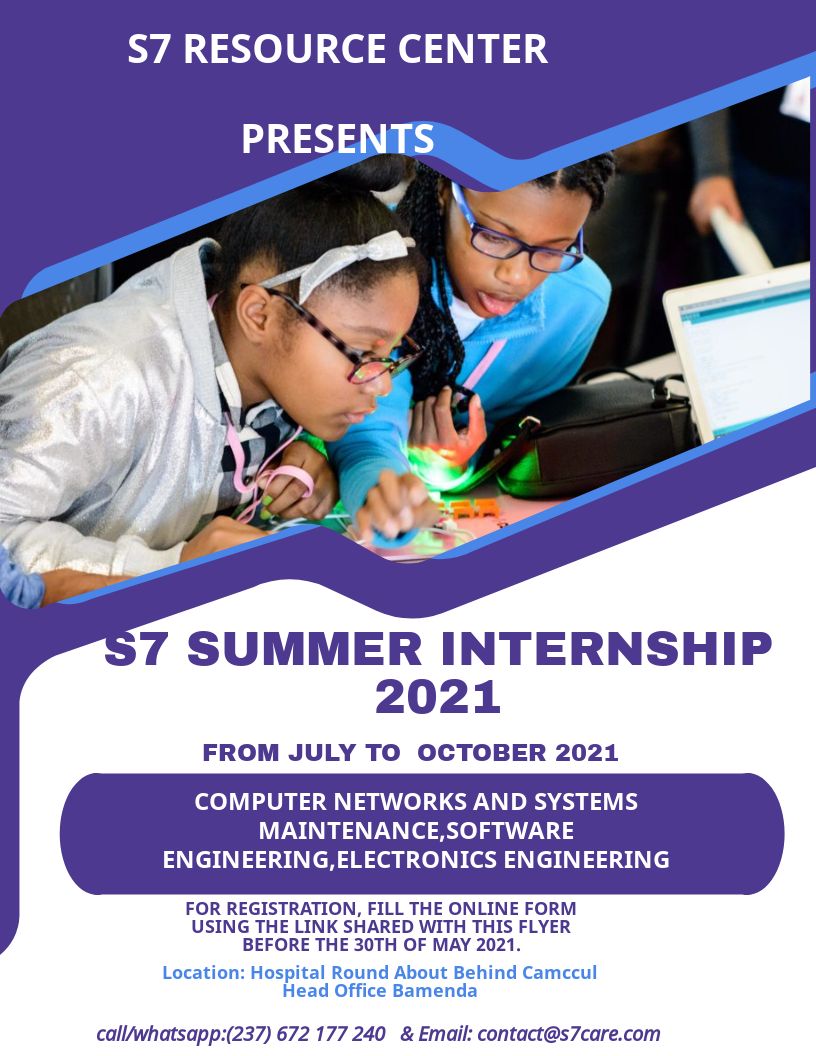 S7 RESOURCE CENTER
PRESENTS
S7 SUMMER INTERNSHIP
2021
FROM JULY TO  OCTOBER 2021
COMPUTER NETWORKS AND SYSTEMS
MAINTENANCE,SOFTWARE
ENGINEERING,ELECTRONICS ENGINEERING
FOR REGISTRATION, FILL THE ONLINE FORM
USING THE LINK SHARED WITH THIS FLYER
BEFORE THE 30TH OF MAY 2021.
Location: Hospital Round About Behind Camccul
Head Office Bamenda
call/whatsapp:(237) 672 177 240   & Email: contact@s7care.com